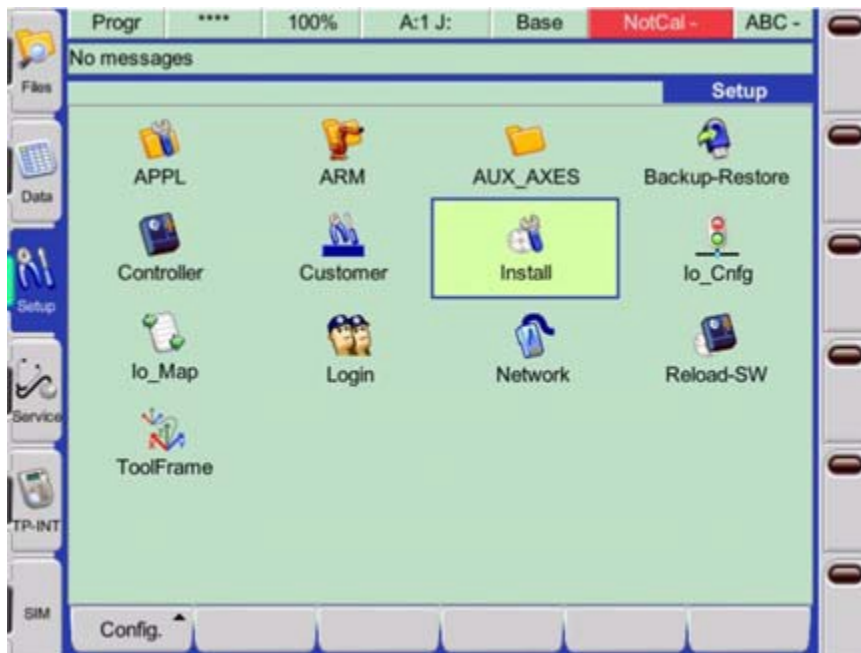 Progr **** 100% A:1 J: Base NotCal - ABC -
No messages
Setup
Files
Data
Setup
Service
TP-INT
SIM
APPL ARM AUX_AXES Backup-Restore
Controller Customer Install Io_Cnfg
Io_Map Login Network Reload-SW
ToolFrame
Config.